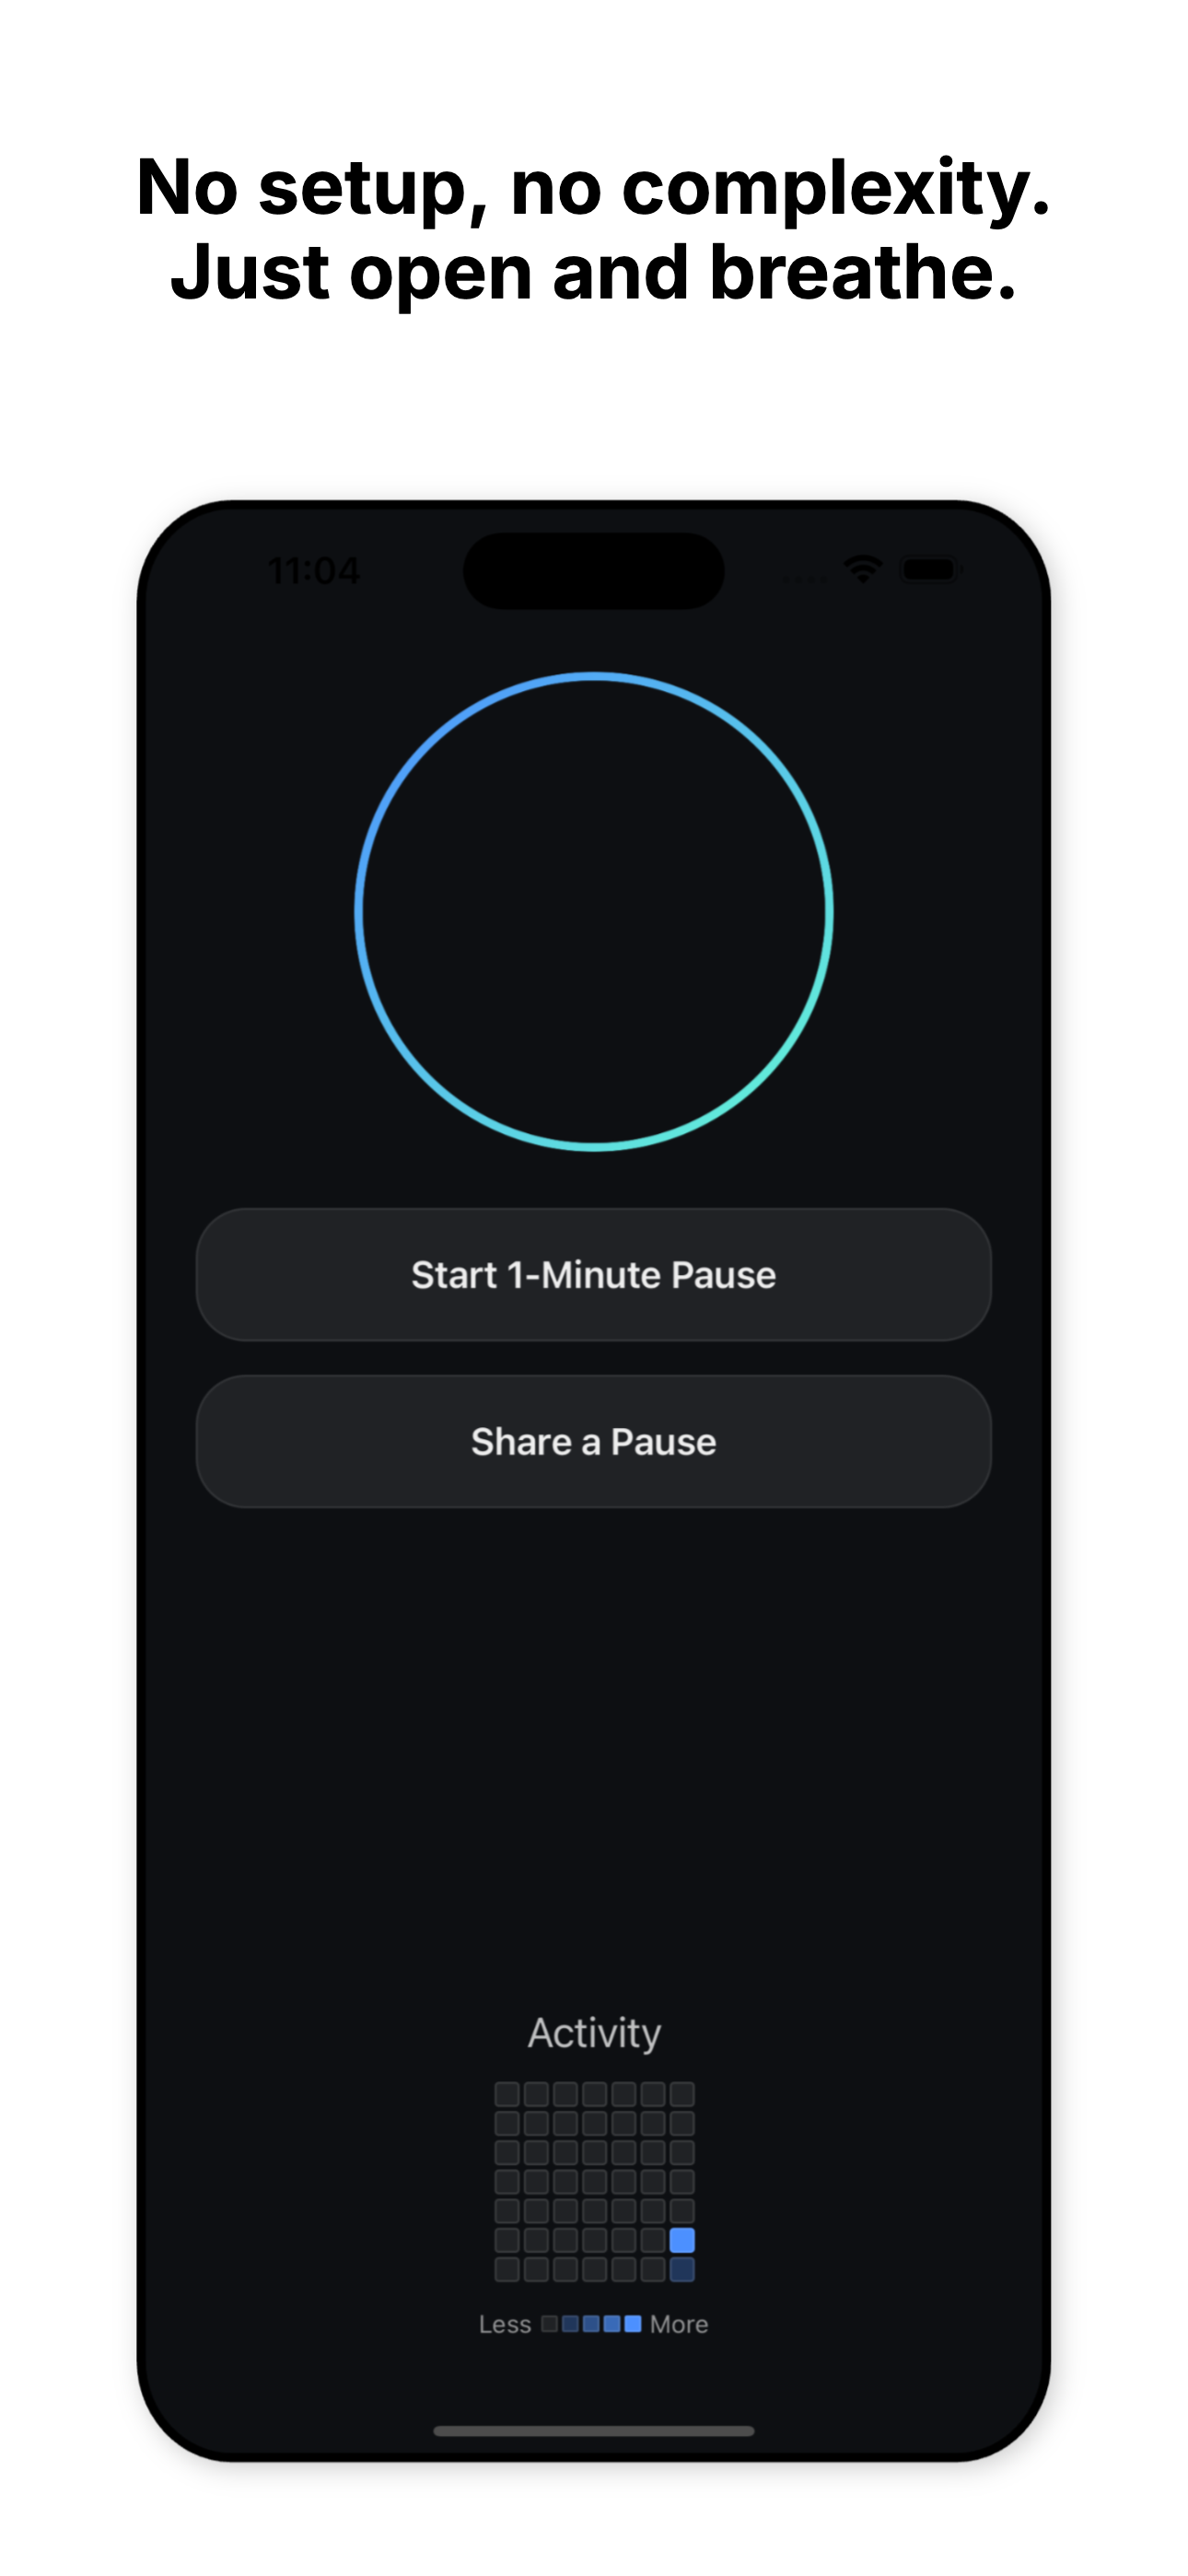 No setup, no complexity.
Just open and breathe.
11:04
Start 1-Minute Pause
Share a Pause
Activity
Less More